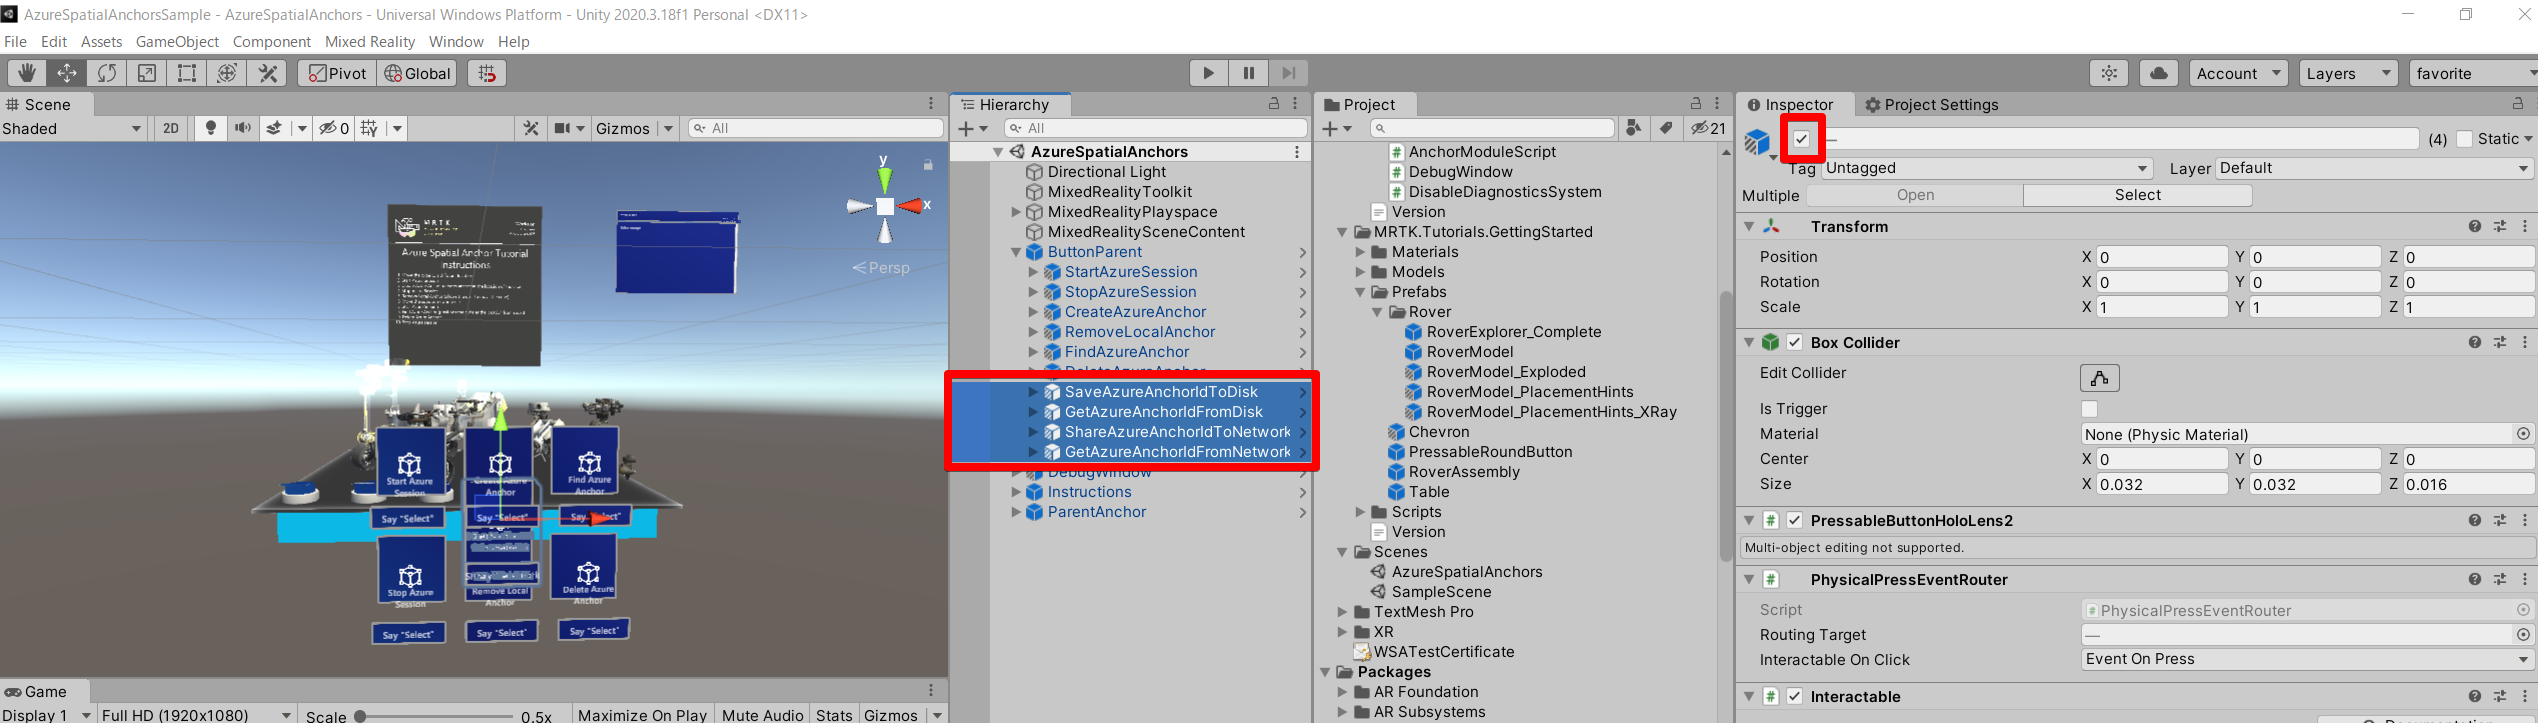 AzureSpatialAnchorsSample - AzureSpatialAnchors - Universal Windows Platform - Unity 2020.3.18f1 Personal <DX11>
File Edit Assets GameObject Component Mixed Reality Window Help
Pivot Global Account Layers favorite
Scene
Shaded 2D 0 Gizmos All
y
x
Persp
MRTK
Azure Spatial Anchor Tutorial
Instructions
Start Azure
Session
Create Azure
Anchor
Find Azure
Anchor
Say "Select" Say "Select" Say "Select"
Stop Azure
Session
Remove Local
Anchor
Delete Azure
Anchor
Say "Select" Say "Select" Say "Select"
Game
Display 1 Full HD (1920x1080) Scale 0.5x Maximize On Play Mute Audio Stats Gizmos
Hierarchy
All
AzureSpatialAnchors
Directional Light
MixedRealityToolkit
MixedRealityPlayspace
MixedRealitySceneContent
ButtonParent
StartAzureSession
StopAzureSession
CreateAzureAnchor
RemoveLocalAnchor
FindAzureAnchor
DeleteAzureAnchor
SaveAzureAnchorIdToDisk
GetAzureAnchorIdFromDisk
ShareAzureAnchorIdToNetwork
GetAzureAnchorIdFromNetwork
DebugWindow
Instructions
ParentAnchor
Project
21
AnchorModuleScript
DebugWindow
DisableDiagnosticsSystem
Version
MRTK.Tutorials.GettingStarted
Materials
Models
Prefabs
Rover
RoverExplorer_Complete
RoverModel
RoverModel_Exploded
RoverModel_PlacementHints
RoverModel_PlacementHints_XRay
Chevron
PressableRoundButton
RoverAssembly
Table
Scripts
Version
Scenes
AzureSpatialAnchors
SampleScene
TextMesh Pro
XR
WSATestCertificate
Packages
AR Foundation
AR Subsystems
Inspector Project Settings
— (4) Static
Tag Untagged Layer Default
Multiple Open Select
Transform
Position X 0 Y 0 Z 0
Rotation X 0 Y 0 Z 0
Scale X 1 Y 1 Z 1
Box Collider
Edit Collider
Is Trigger
Material None (Physic Material)
Center X 0 Y 0 Z 0
Size X 0.032 Y 0.032 Z 0.016
# PressableButtonHoloLens2
Multi-object editing not supported.
# PhysicalPressEventRouter
Script PhysicalPressEventRouter
Routing Target —
Interactable On Click Event On Press
# Interactable
Documentation